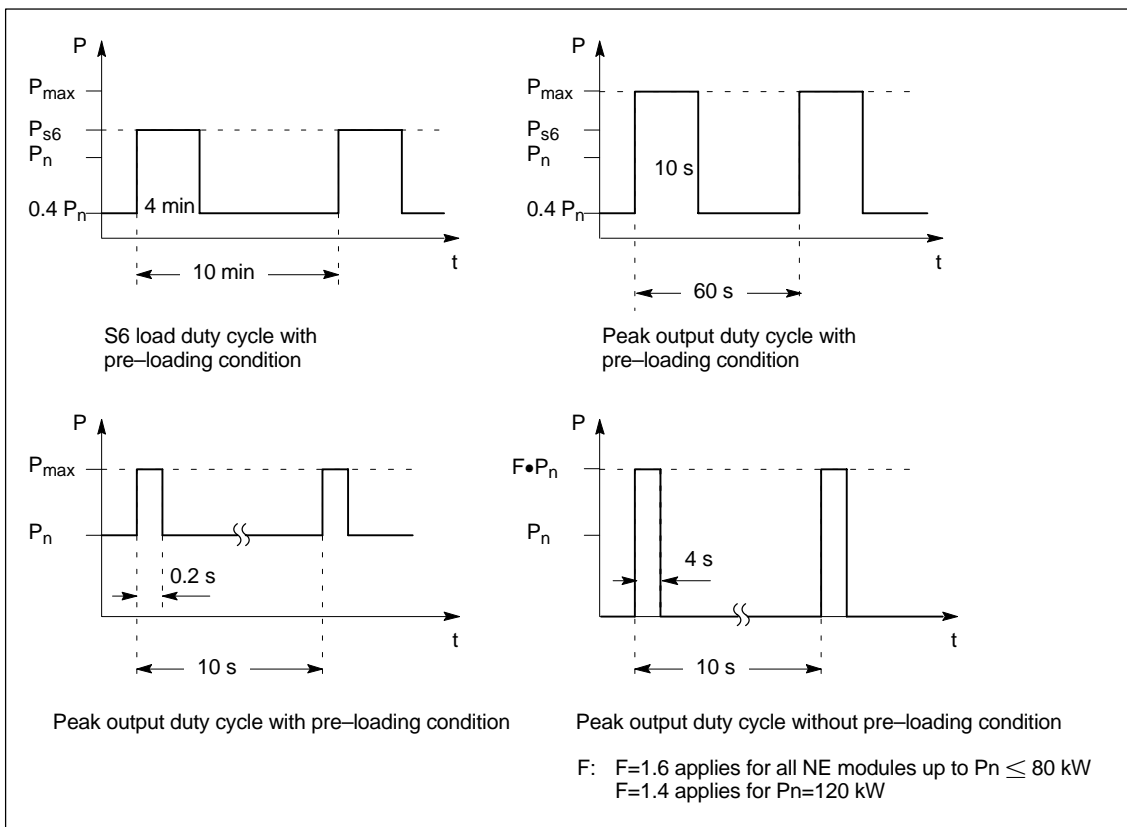 P
P
Pmax
Pmax
Ps6
Ps6
Pn
Pn
10 s
0.4 Pn
4 min
0.4 Pn
t
t
10 min
60 s
S6 load duty cycle with
pre–loading condition
Peak output duty cycle with
pre–loading condition
P
P
Pmax
F•Pn
Pn
Pn
0.2 s
4 s
t
t
10 s
10 s
Peak output duty cycle with pre–loading condition
Peak output duty cycle without pre–loading condition
F: F=1.6 applies for all NE modules up to Pn ≤ 80 kW
F=1.4 applies for Pn=120 kW